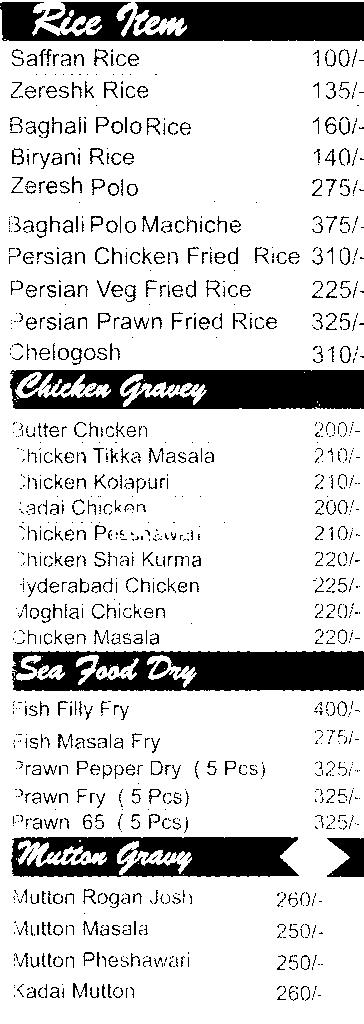 Rice Item
Saffran Rice 100/-
Zereshk Rice 135/-
Baghali Polo Rice 160/-
Biryani Rice 140/-
Zeresh Polo 275/-
Baghali Polo Machiche 375/-
Persian Chicken Fried Rice 310/-
Persian Veg Fried Rice 225/-
Persian Prawn Fried Rice 325/-
Chelogosh 310/-
Chicken Gravey
Butter Chicken 200/-
Chicken Tikka Masala 210/-
Chicken Kolapuri 210/-
Kadai Chicken 200/-
Chicken Peshawari 210/-
Chicken Shai Kurma 220/-
Hyderabadi Chicken 225/-
Moghlai Chicken 220/-
Chicken Masala 220/-
Sea Food Dry
Fish Filly Fry 400/-
Fish Masala Fry 275/-
Prawn Pepper Dry ( 5 Pcs) 325/-
Prawn Fry ( 5 Pcs) 325/-
Prawn 65 ( 5 Pcs) 325/-
Mutton Gravy
Mutton Rogan Josh 260/-
Mutton Masala 250/-
Mutton Pheshawari 250/-
Kadai Mutton 260/-